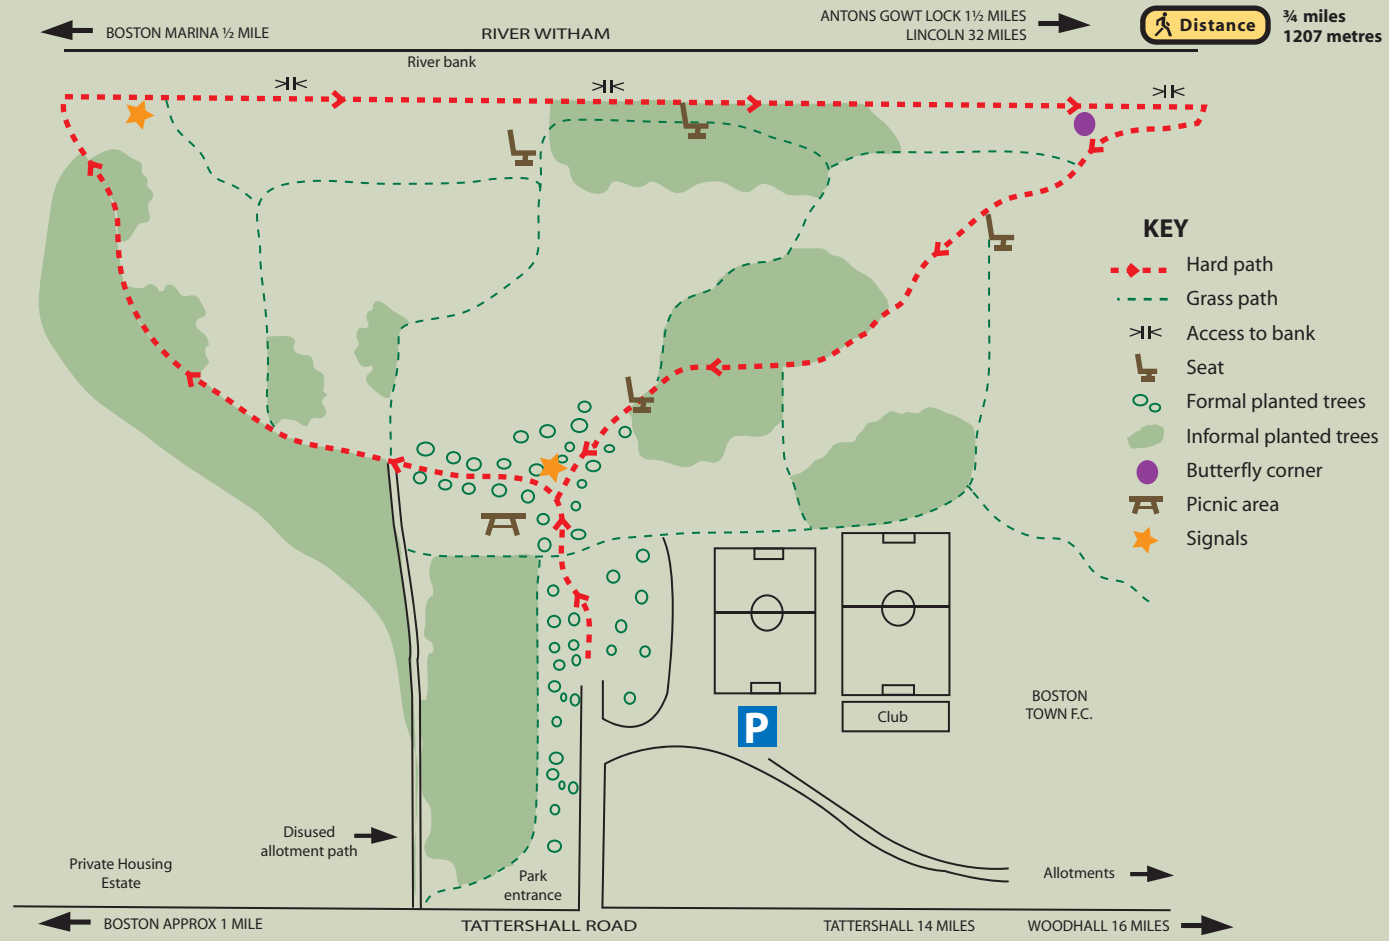 BOSTON MARINA ½ MILE
RIVER WITHAM
ANTONS GOWT LOCK 1½ MILES
LINCOLN 32 MILES
Distance
¾ miles
1207 metres
River bank
KEY
Hard path
Grass path
Access to bank
Seat
Formal planted trees
Informal planted trees
Butterfly corner
Picnic area
Signals
BOSTON
TOWN F.C.
P
Club
Disused
allotment path
Private Housing
Estate
Park
entrance
Allotments
BOSTON APPROX 1 MILE
TATTERSHALL ROAD
TATTERSHALL 14 MILES
WOODHALL 16 MILES